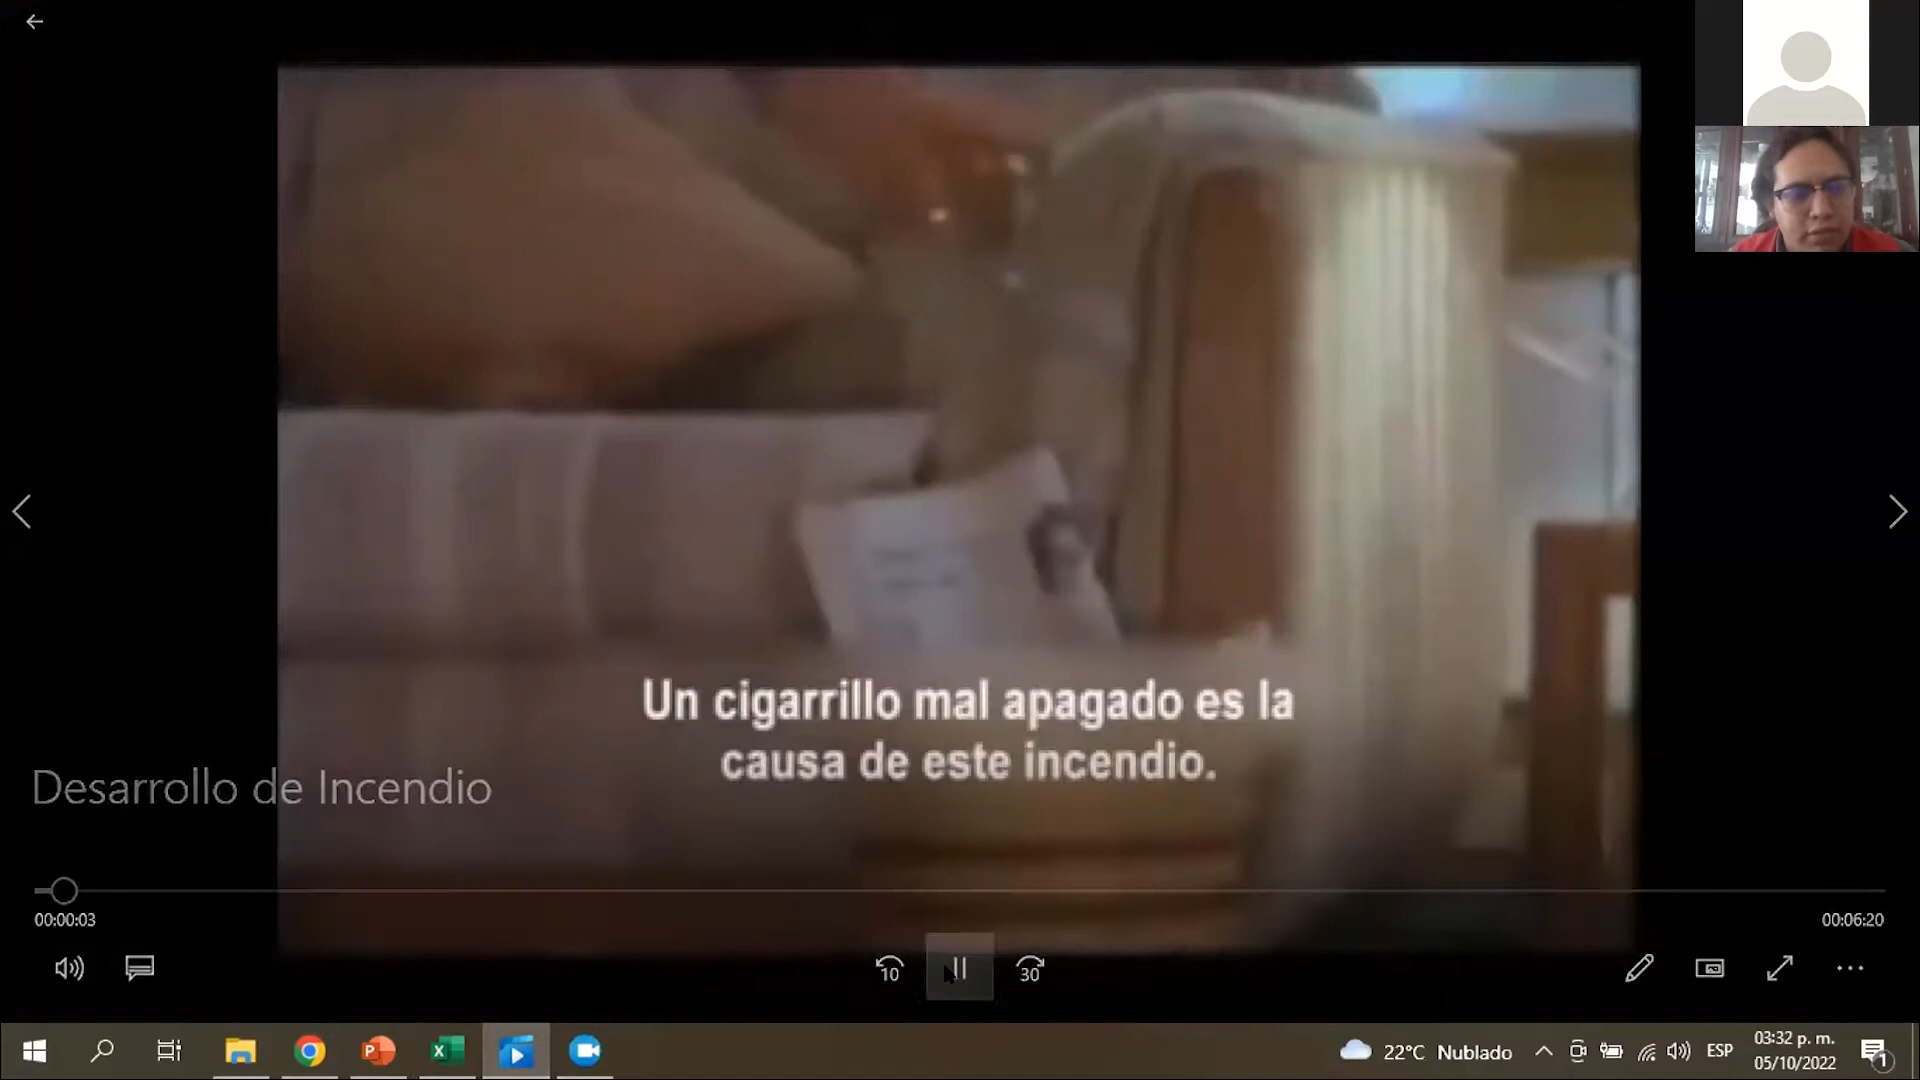 Un cigarrillo mal apagado es la
causa de este incendio.
Desarrollo de Incendio
00:00:03
00:06:20
10
30
22°C Nublado
ESP
03:32 p. m.
05/10/2022
1